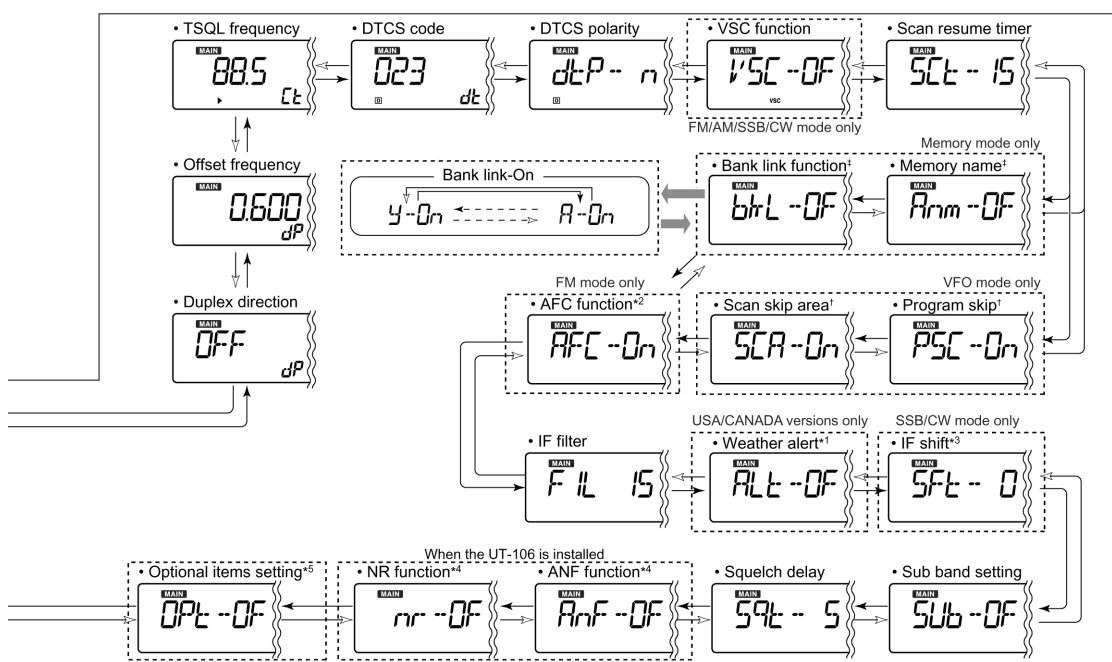 • TSQL frequency
MAIN
88.5
Ct
• DTCS code
MAIN
023
D
dt
• DTCS polarity
MAIN
dtP-- n
D
• VSC function
MAIN
VSC -OF
VSC
FM/AM/SSB/CW mode only
• Scan resume timer
MAIN
SCt - 15
• Offset frequency
MAIN
0.600
dP
Bank link-On
y-On
A-On
Memory mode only
• Bank link function‡
MAIN
bkL -OF
• Memory name‡
MAIN
Anm-OF
• Duplex direction
MAIN
OFF
dP
FM mode only
• AFC function*2
MAIN
AFC-On
VFO mode only
• Scan skip area†
MAIN
SCA-On
• Program skip†
MAIN
PSC-On
• IF filter
MAIN
FIL 15
USA/CANADA versions only
• Weather alert*1
MAIN
ALt--OF
SSB/CW mode only
• IF shift*3
MAIN
SFt-- 0
• Optional items setting*5
MAIN
OPt--OF
When the UT-106 is installed
• NR function*4
MAIN
nr -OF
• ANF function*4
MAIN
AnF-OF
• Squelch delay
MAIN
Sqt-- S
• Sub band setting
MAIN
SUb-OF